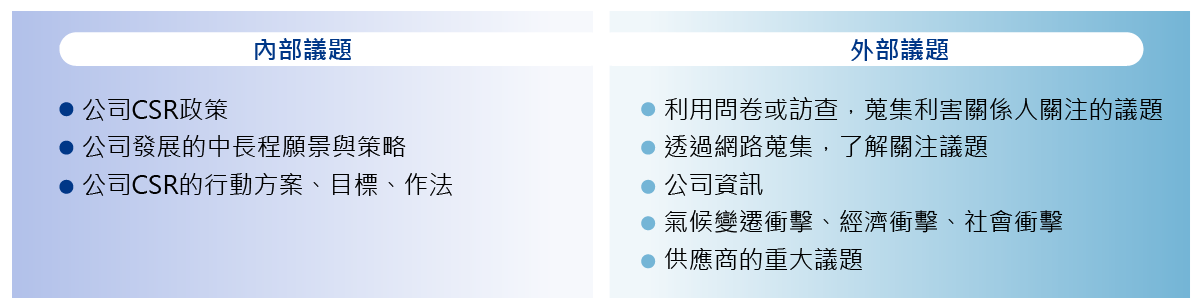 內部議題
公司CSR政策
公司發展的中長程願景與策略
公司CSR的行動方案、目標、作法
外部議題
利用問卷或訪查，蒐集利害關係人關注的議題
透過網路蒐集，了解關注議題
公司資訊
氣候變遷衝擊、經濟衝擊、社會衝擊
供應商的重大議題